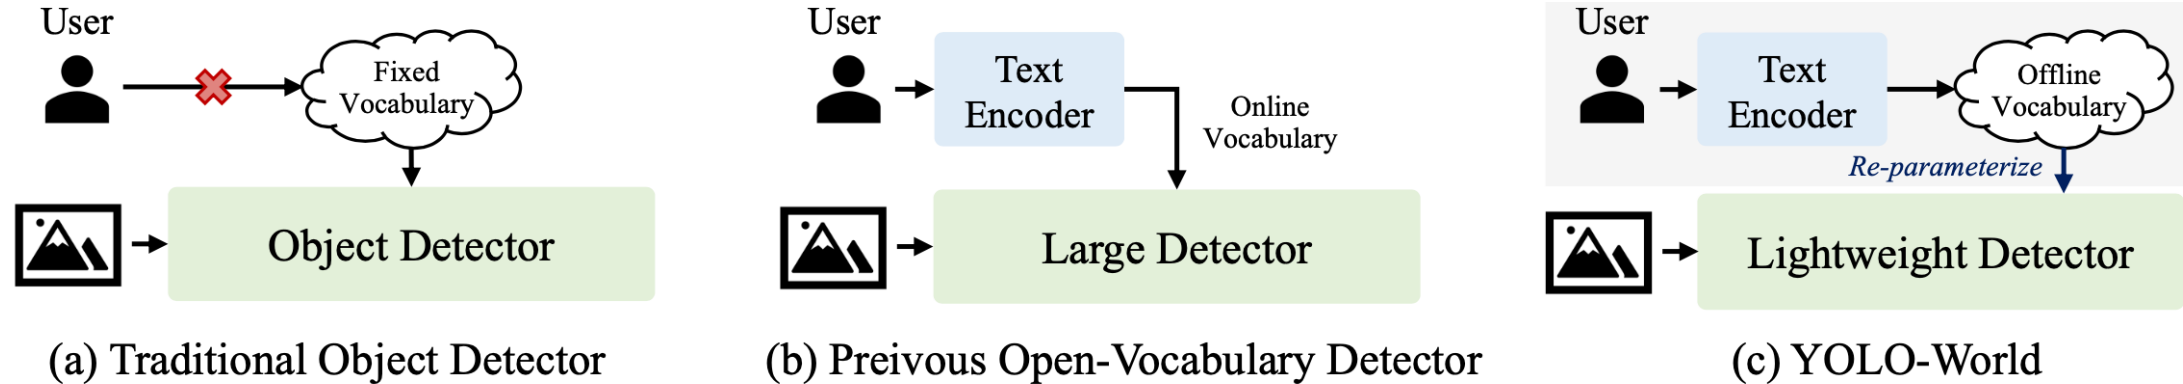 User
Fixed
Vocabulary
Object Detector
(a) Traditional Object Detector
User
Text
Encoder
Online
Vocabulary
Large Detector
(b) Preivous Open-Vocabulary Detector
User
Text
Encoder
Offline
Vocabulary
Re-parameterize
Lightweight Detector
(c) YOLO-World